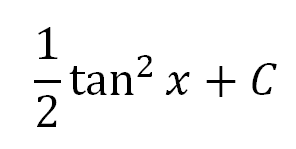 1/2 tan² x + C